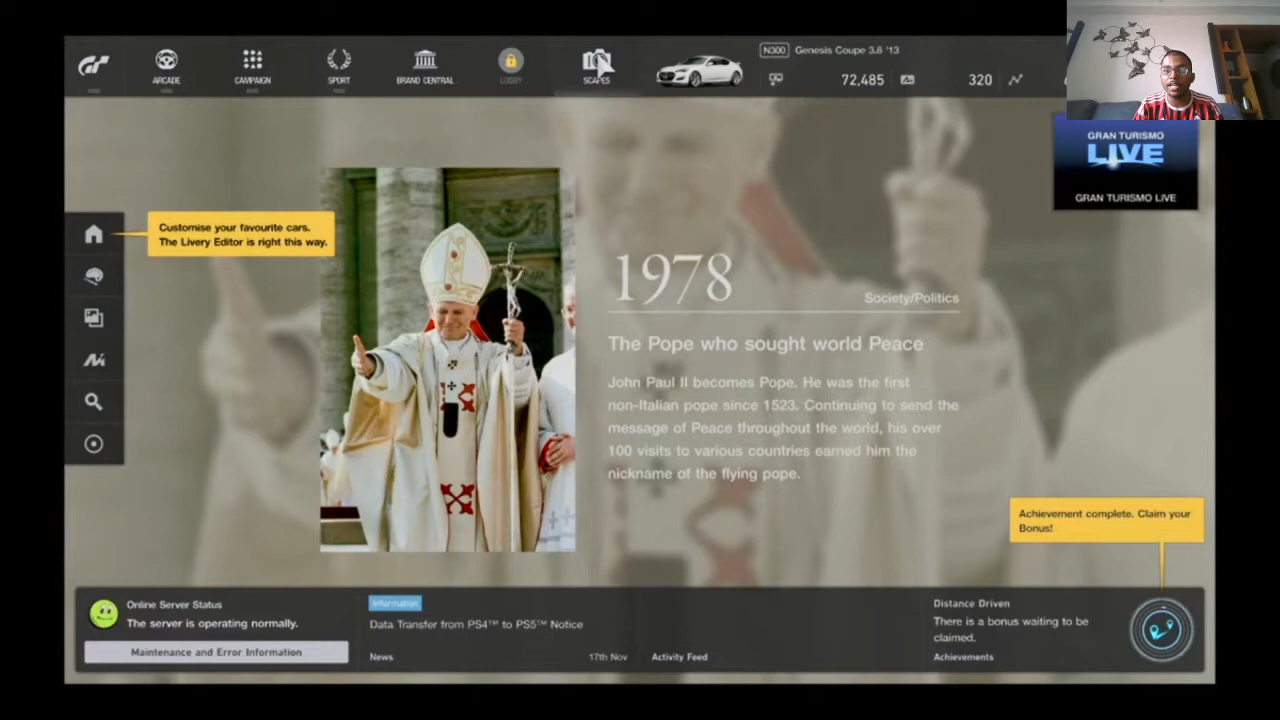 ARCADE
CAMPAIGN
SPORT
BRAND CENTRAL
LOBBY
SCAPES
N300 Genesis Coupe 3.8 '13
72,485
320
GRAN TURISMO
LIVE
GRAN TURISMO LIVE
Customise your favourite cars.
The Livery Editor is right this way.
1978
Society/Politics
The Pope who sought world Peace
John Paul II becomes Pope. He was the first
non-Italian pope since 1523. Continuing to send the
message of Peace throughout the world, his over
100 visits to various countries earned him the
nickname of the flying pope.
Achievement complete. Claim your
Bonus!
Online Server Status
The server is operating normally.
Maintenance and Error Information
Information
Data Transfer from PS4™ to PS5™ Notice
News
17th Nov
Activity Feed
Distance Driven
There is a bonus waiting to be
claimed.
Achievements